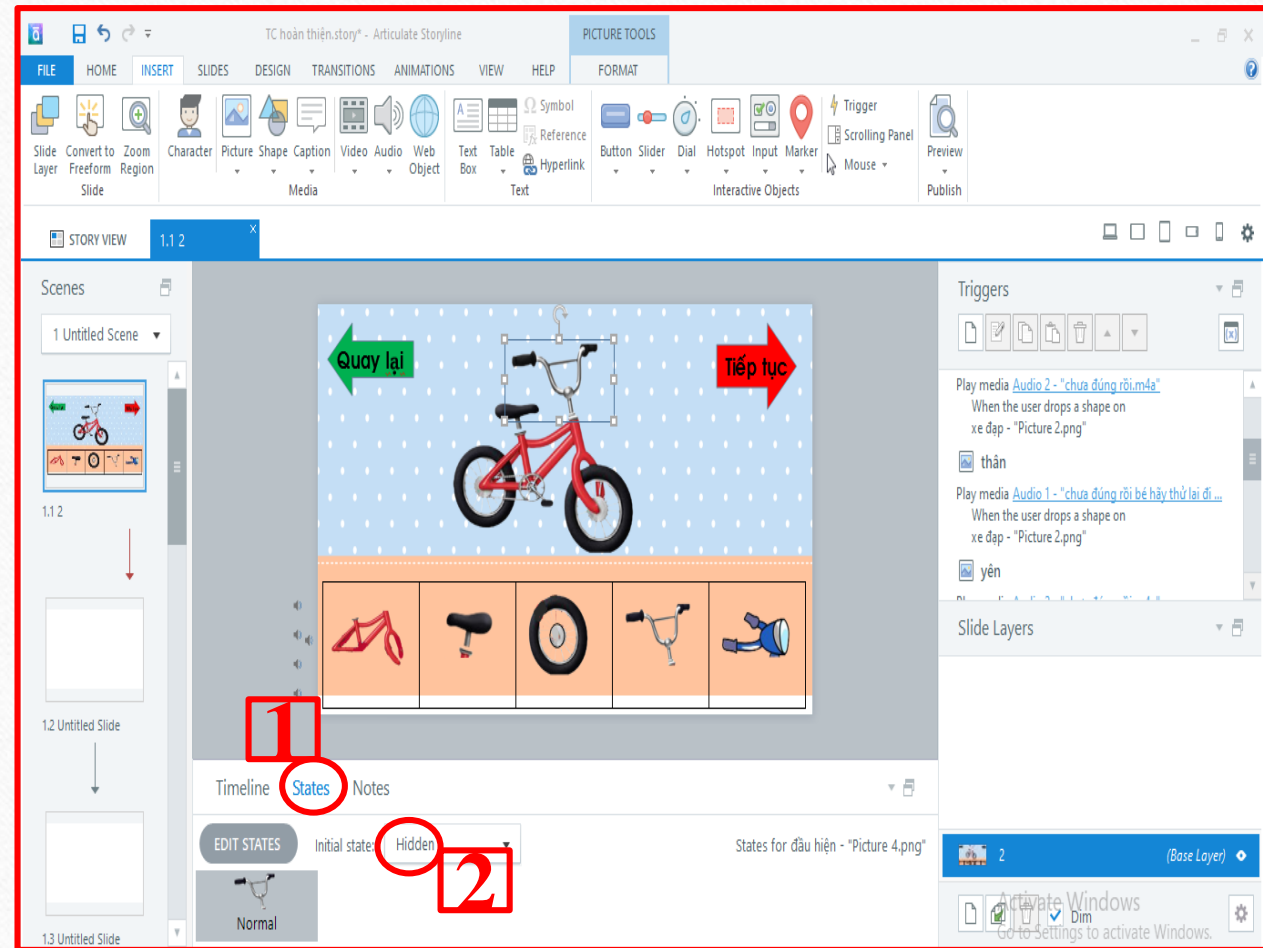 TC hoàn thiện.story* - Articulate Storyline
PICTURE TOOLS
FILE HOME INSERT SLIDES DESIGN TRANSITIONS ANIMATIONS VIEW HELP FORMAT
Slide Layer
Convert to Freeform
Zoom Region
Slide
Character
Picture
Shape
Caption
Video
Audio
Web Object
Media
Text Box
Table
Symbol
Reference
Hyperlink
Text
Button
Slider
Dial
Hotspot
Input
Marker
Trigger
Scrolling Panel
Mouse
Interactive Objects
Preview
Publish
STORY VIEW
1.1 2
X
Scenes
1 Untitled Scene
1.1 2
1.2 Untitled Slide
1.3 Untitled Slide
Quay lại
Tiếp tục
1
Timeline States Notes
EDIT STATES
Initial state: Hidden
2
States for đầu hiện - "Picture 4.png"
Normal
Triggers
Play media Audio 2 - "chưa đúng rồi.m4a"
When the user drops a shape on
xe đạp - "Picture 2.png"
thân
Play media Audio 1 - "chưa đúng rồi bé hãy thử lai đi ...
When the user drops a shape on
xe đạp - "Picture 2.png"
yên
Slide Layers
2 (Base Layer)
Dim
Activate Windows
Go to Settings to activate Windows.